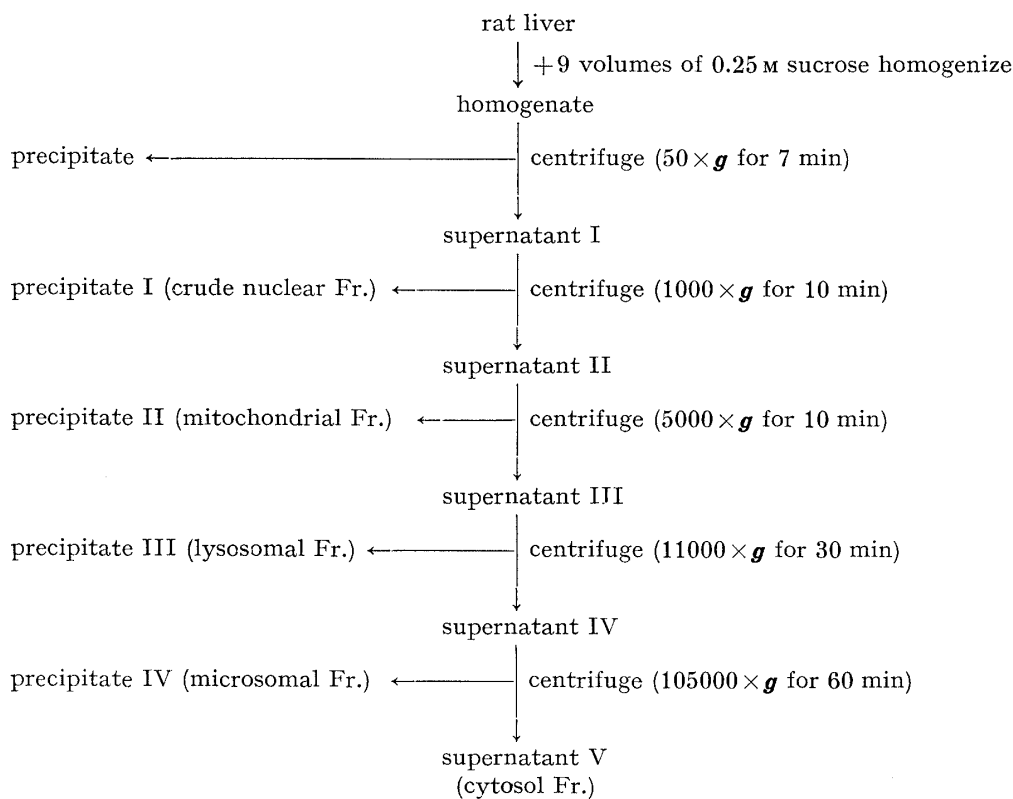 rat liver
+9 volumes of 0.25 M sucrose homogenize
homogenate
precipitate
centrifuge (50×g for 7 min)
supernatant I
precipitate I (crude nuclear Fr.)
centrifuge (1000×g for 10 min)
supernatant II
precipitate II (mitochondrial Fr.)
centrifuge (5000×g for 10 min)
supernatant III
precipitate III (lysosomal Fr.)
centrifuge (11000×g for 30 min)
supernatant IV
precipitate IV (microsomal Fr.)
centrifuge (105000×g for 60 min)
supernatant V
(cytosol Fr.)